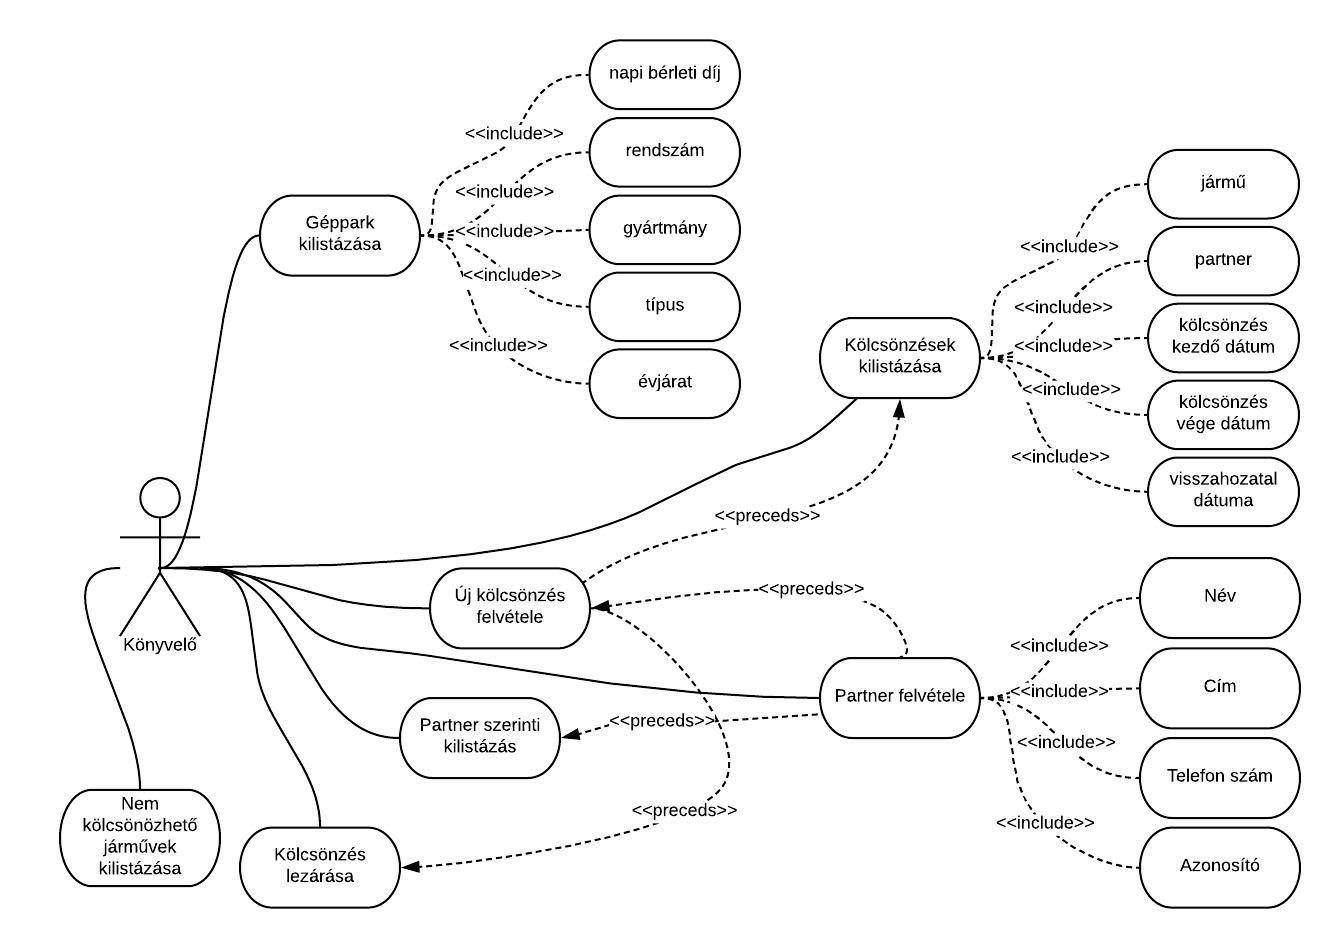 napi bérleti díj
<<include>>
rendszám
<<include>>
Géppark
kilistázása
<<include>>
gyártmány
<<include>>
típus
<<include>>
évjárat
jármű
<<include>>
partner
<<include>>
Kölcsönzések
kilistázása
<<include>>
kölcsönzés
kezdő dátum
<<include>>
kölcsönzés
vége dátum
<<include>>
visszahozatal
dátuma
<<preceds>>
Könyvelő
Új kölcsönzés
felvétele
<<preceds>>
Partner felvétele
<<include>>
Név
<<include>>
Cím
<<include>>
Telefon szám
<<include>>
Azonosító
Partner szerinti
kilistázás
<<preceds>>
<<preceds>>
Nem
kölcsönözhető
járművek
kilistázása
Kölcsönzés
lezárása